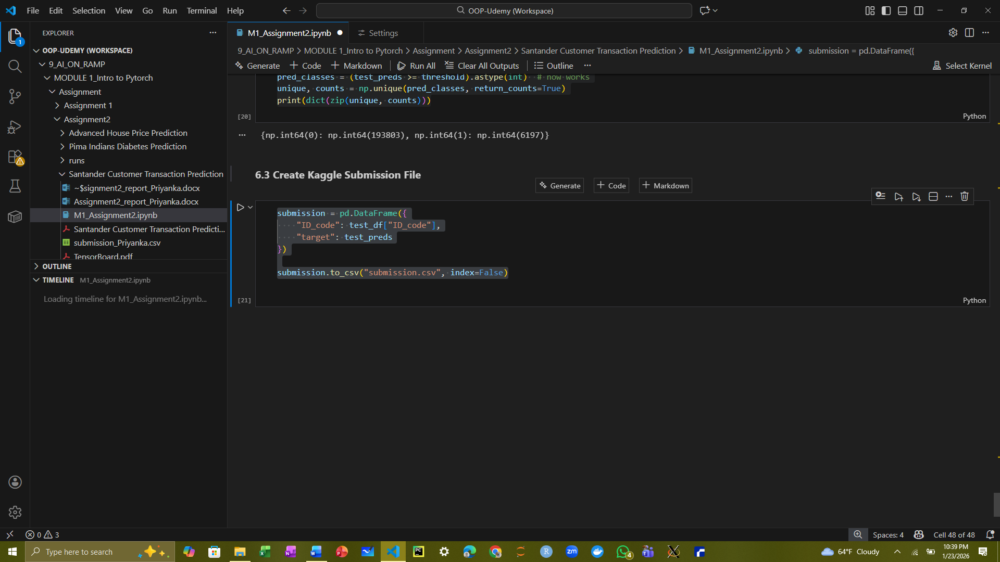 File Edit Selection View Go Run Terminal Help
OOP-Udemy (Workspace)
EXPLORER
1
OOP-UDEMY (WORKSPACE)
9_AI_ON_RAMP
MODULE 1_Intro to Pytorch
Assignment
Assignment 1
Assignment2
Advanced House Price Prediction
Pima Indians Diabetes Prediction
runs
Santander Customer Transaction Prediction
~$signment2_report_Priyanka.docx
Assignment2_report_Priyanka.docx
M1_Assignment2.ipynb
Santander Customer Transaction Predicti...
submission_Priyanka.csv
TensorBoard.pdf
OUTLINE
TIMELINE M1_Assignment2.ipynb
Loading timeline for M1_Assignment2.ipynb...
M1_Assignment2.ipynb
Settings
9_AI_ON_RAMP > MODULE 1_Intro to Pytorch > Assignment > Assignment2 > Santander Customer Transaction Prediction > M1_Assignment2.ipynb > submission = pd.DataFrame({
Generate + Code + Markdown Run All Clear All Outputs Outline ... Select Kernel
pred_classes = (test_preds >= threshold).astype(int)  # now works
unique, counts = np.unique(pred_classes, return_counts=True)
print(dict(zip(unique, counts)))
[20] Python
... {np.int64(0): np.int64(193803), np.int64(1): np.int64(6197)}
6.3 Create Kaggle Submission File
Generate + Code + Markdown
submission = pd.DataFrame({
····"ID_code": test_df["ID_code"],
····"target": test_preds
})
submission.to_csv("submission.csv", index=False)
[21] Python
0 3 Spaces: 4 Cell 48 of 48
Type here to search
PC
R
zm
4
64°F Cloudy
10:39 PM
1/23/2026